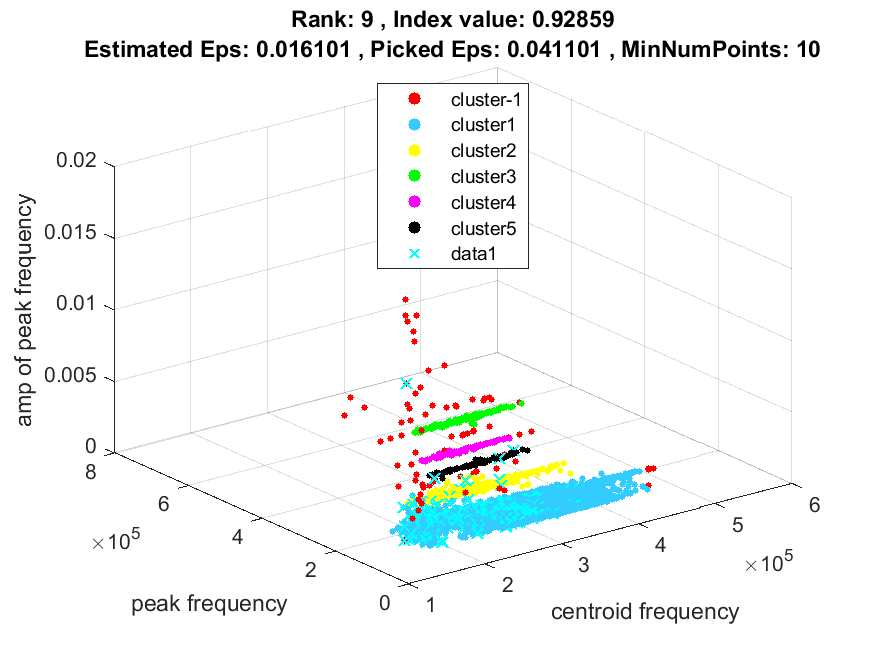 Rank: 9 , Index value: 0.92859
Estimated Eps: 0.016101 , Picked Eps: 0.041101 , MinNumPoints: 10
cluster-1
cluster1
cluster2
cluster3
cluster4
cluster5
data1
0.02
0.015
0.01
0.005
0
amp of peak frequency
8
6
4
2
0
×10^5
peak frequency
1
2
3
4
5
6
×10^5
centroid frequency